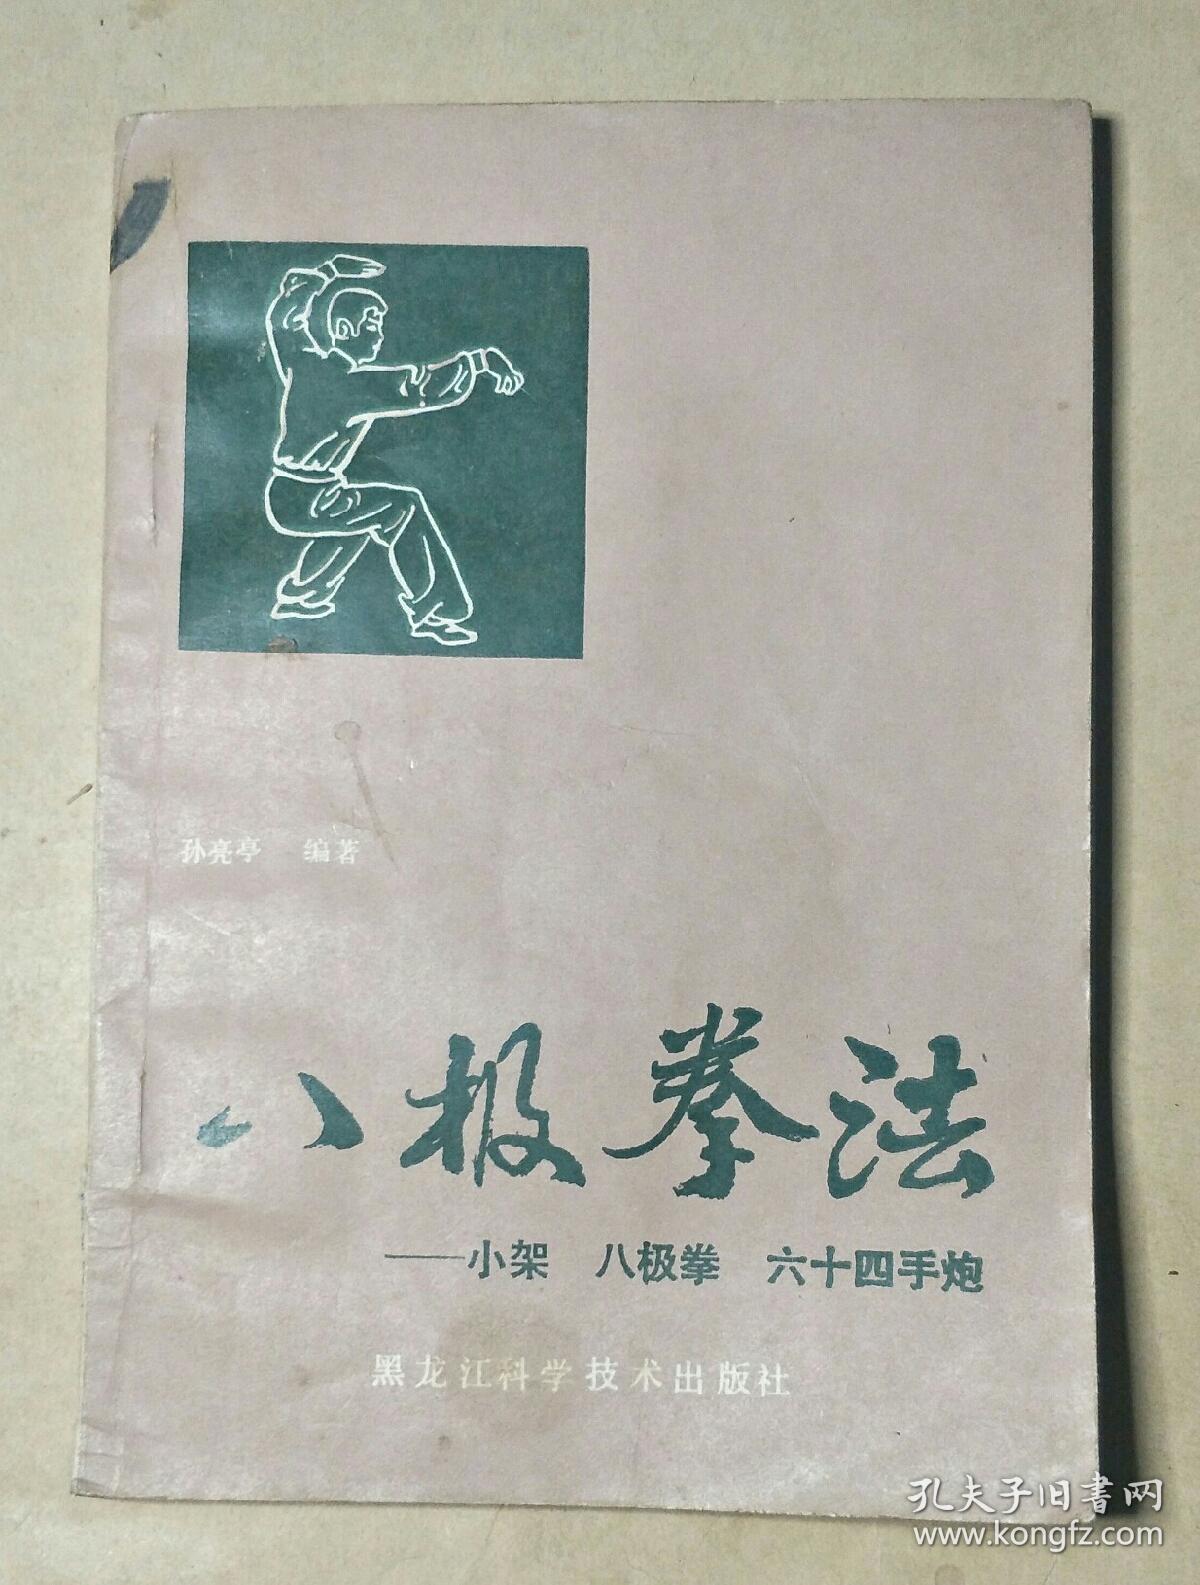 孙亮亭 编著
八极拳法
——小架 八极拳 六十四手炮
黑龙江科学技术出版社
孔夫子旧書网
www.kongfz.com